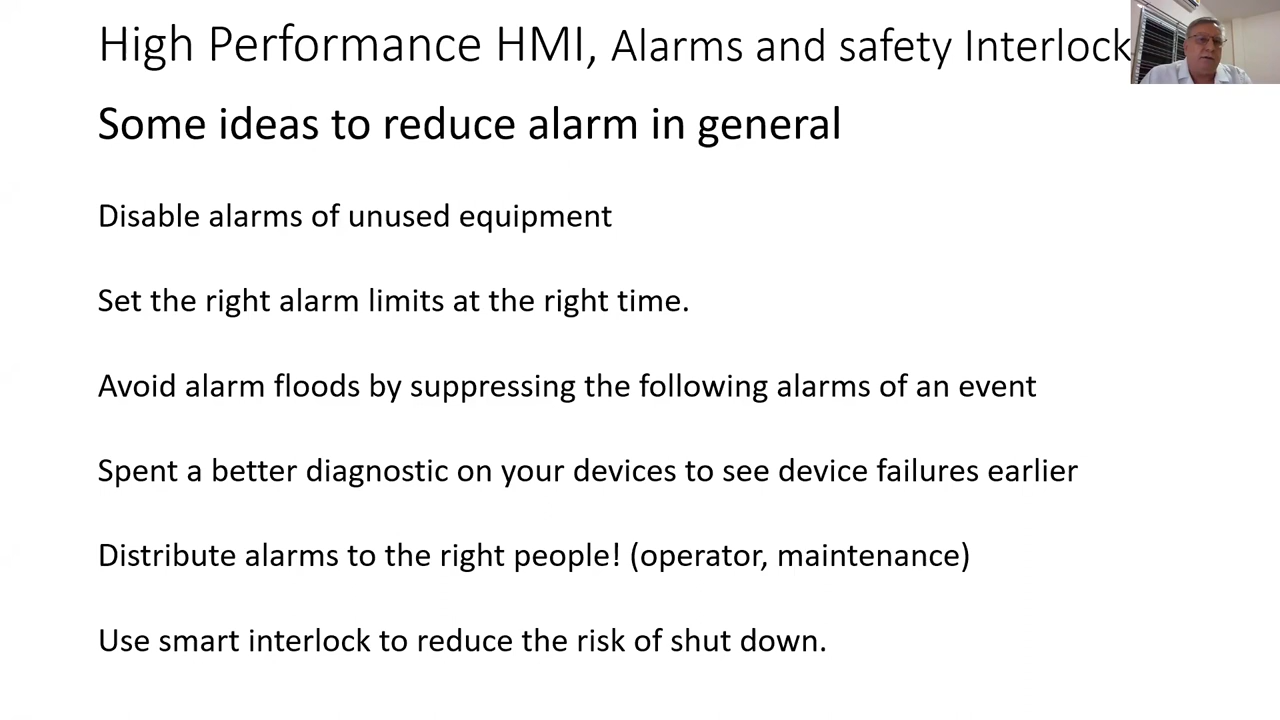 High Performance HMI, Alarms and safety Interlock
Some ideas to reduce alarm in general
Disable alarms of unused equipment
Set the right alarm limits at the right time.
Avoid alarm floods by suppressing the following alarms of an event
Spent a better diagnostic on your devices to see device failures earlier
Distribute alarms to the right people! (operator, maintenance)
Use smart interlock to reduce the risk of shut down.